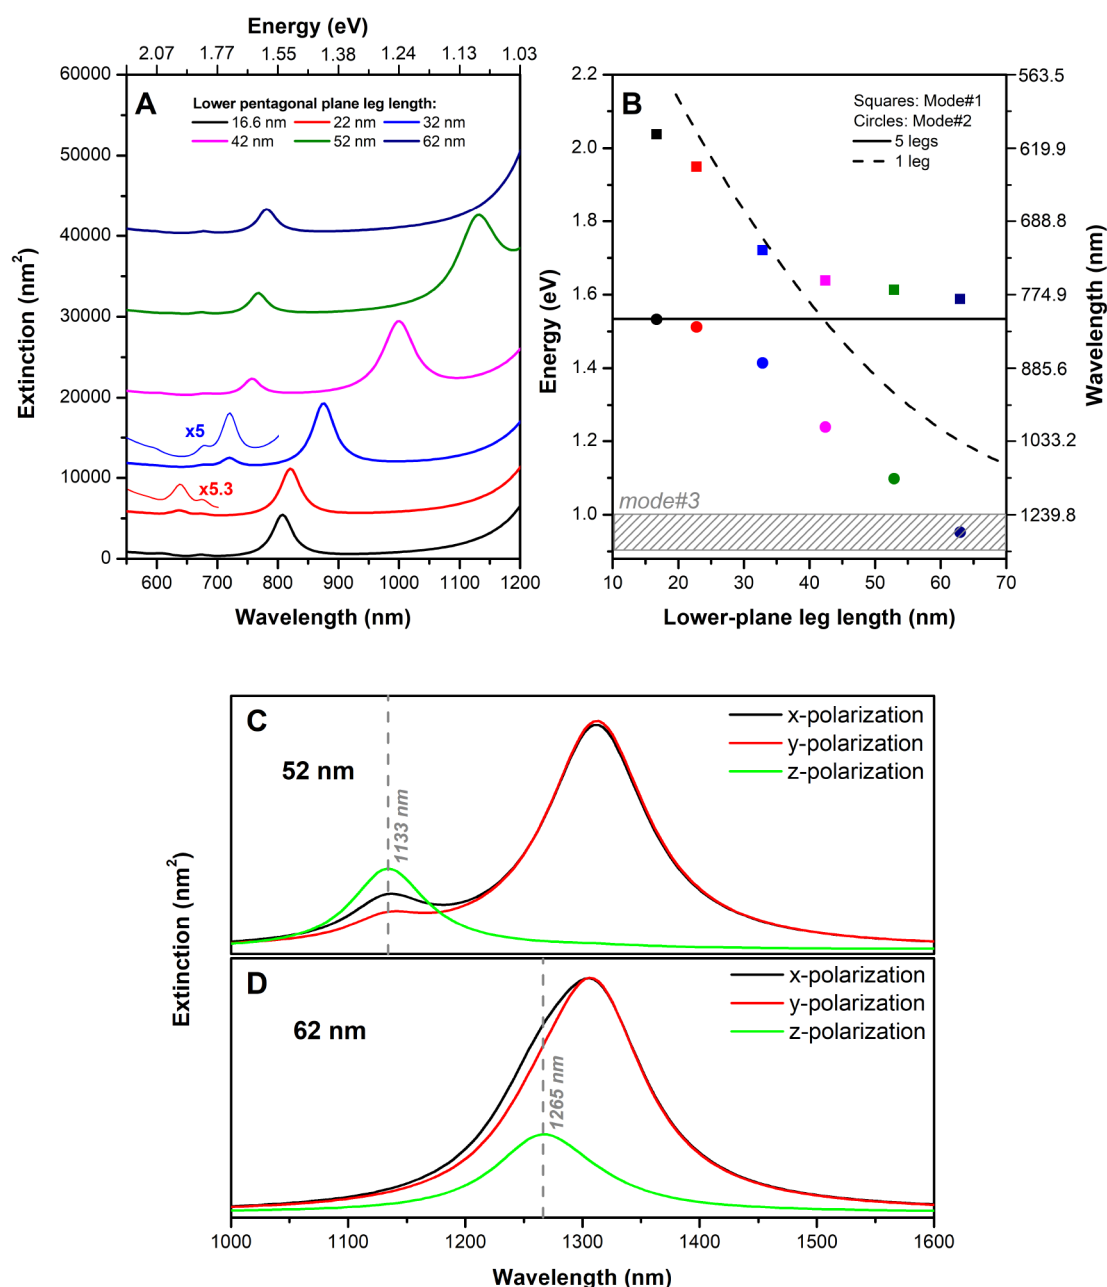 Energy (eV)
2.07 1.77 1.55 1.38 1.24 1.13 1.03
A
Lower pentagonal plane leg length:
16.6 nm 22 nm 32 nm
42 nm 52 nm 62 nm
60000
50000
40000
30000
20000
10000
0
Extinction (nm²)
x5
x5.3
600 700 800 900 1000 1100 1200
Wavelength (nm)
B
Squares: Mode#1
Circles: Mode#2
5 legs
1 leg
2.2
2.0
1.8
1.6
1.4
1.2
1.0
Energy (eV)
563.5
619.9
688.8
774.9
885.6
1033.2
1239.8
Wavelength (nm)
mode#3
10 20 30 40 50 60 70
Lower-plane leg length (nm)
C
52 nm
1133 nm
x-polarization
y-polarization
z-polarization
Extinction (nm²)
D
62 nm
1265 nm
x-polarization
y-polarization
z-polarization
1000 1100 1200 1300 1400 1500 1600
Wavelength (nm)